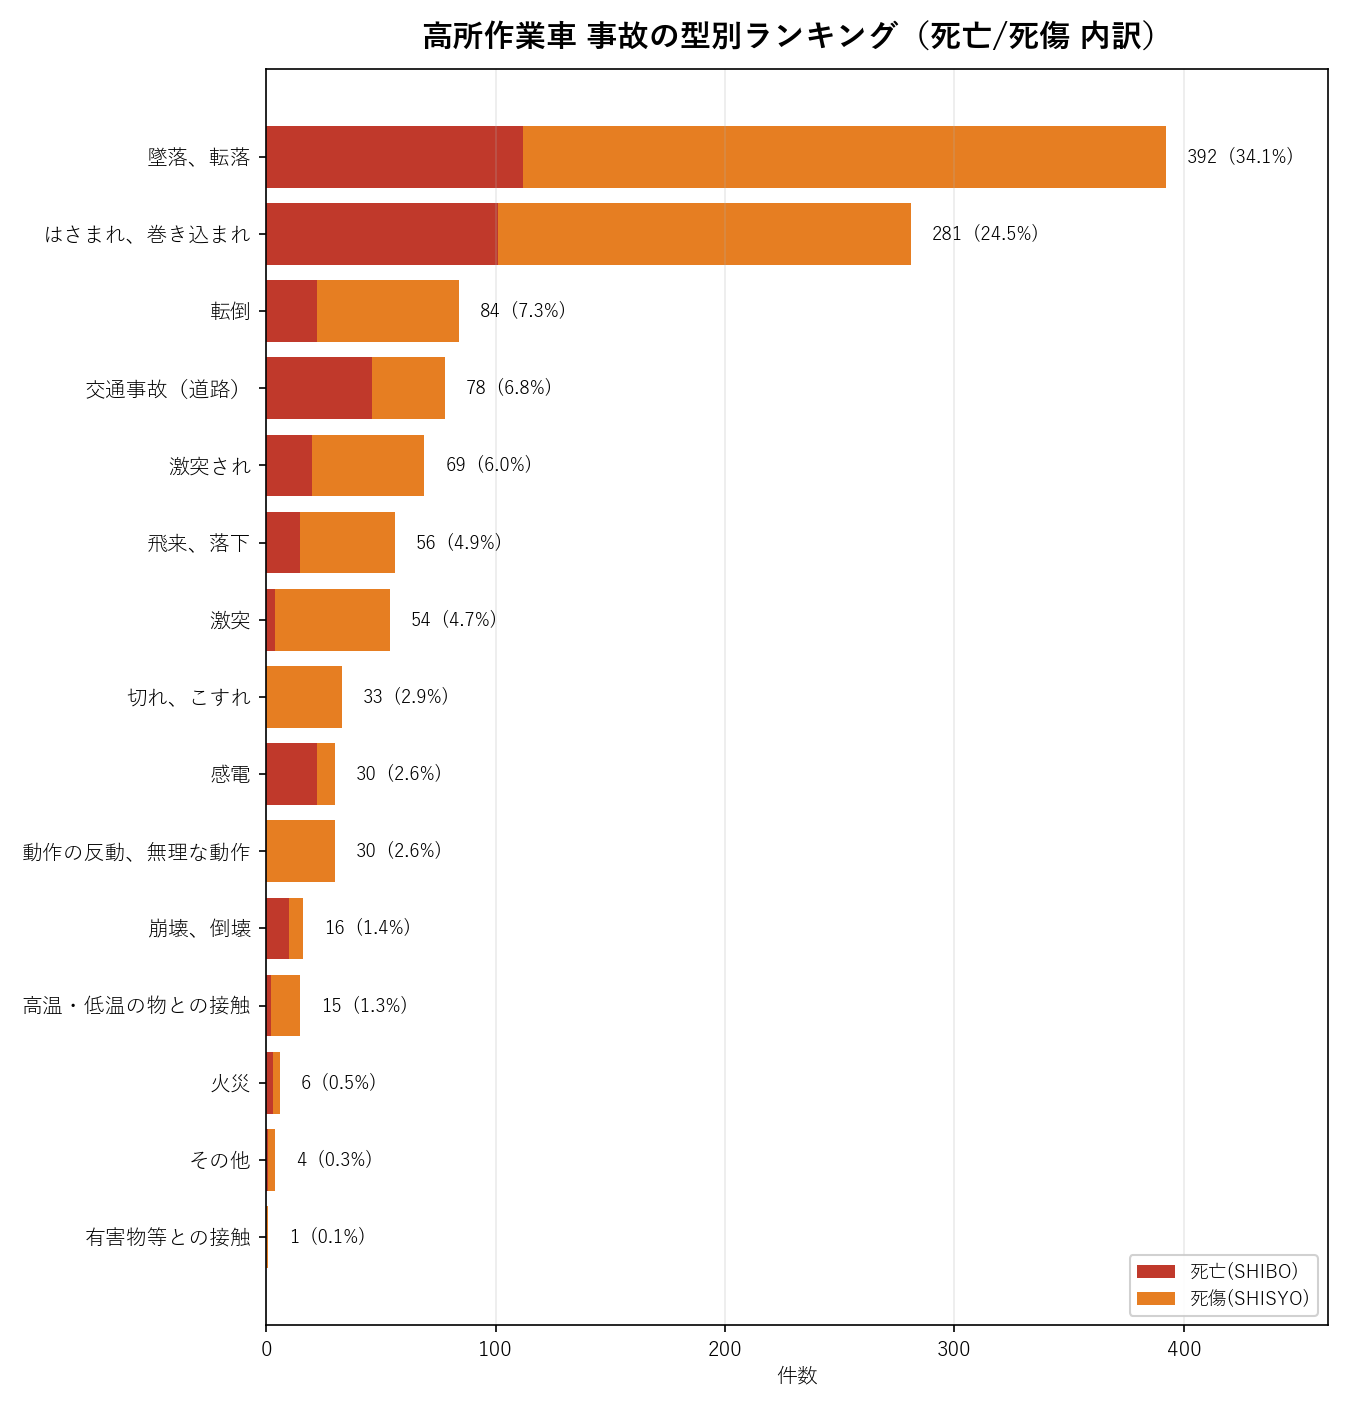 高所作業車 事故の型別ランキング（死亡/死傷 内訳）
墜落、転落 392（34.1%）
はさまれ、巻き込まれ 281（24.5%）
転倒 84（7.3%）
交通事故（道路） 78（6.8%）
激突され 69（6.0%）
飛来、落下 56（4.9%）
激突 54（4.7%）
切れ、こすれ 33（2.9%）
感電 30（2.6%）
動作の反動、無理な動作 30（2.6%）
崩壊、倒壊 16（1.4%）
高温・低温の物との接触 15（1.3%）
火災 6（0.5%）
その他 4（0.3%）
有害物等との接触 1（0.1%）
死亡(SHIBO)
死傷(SHISYO)
0 100 200 300 400
件数